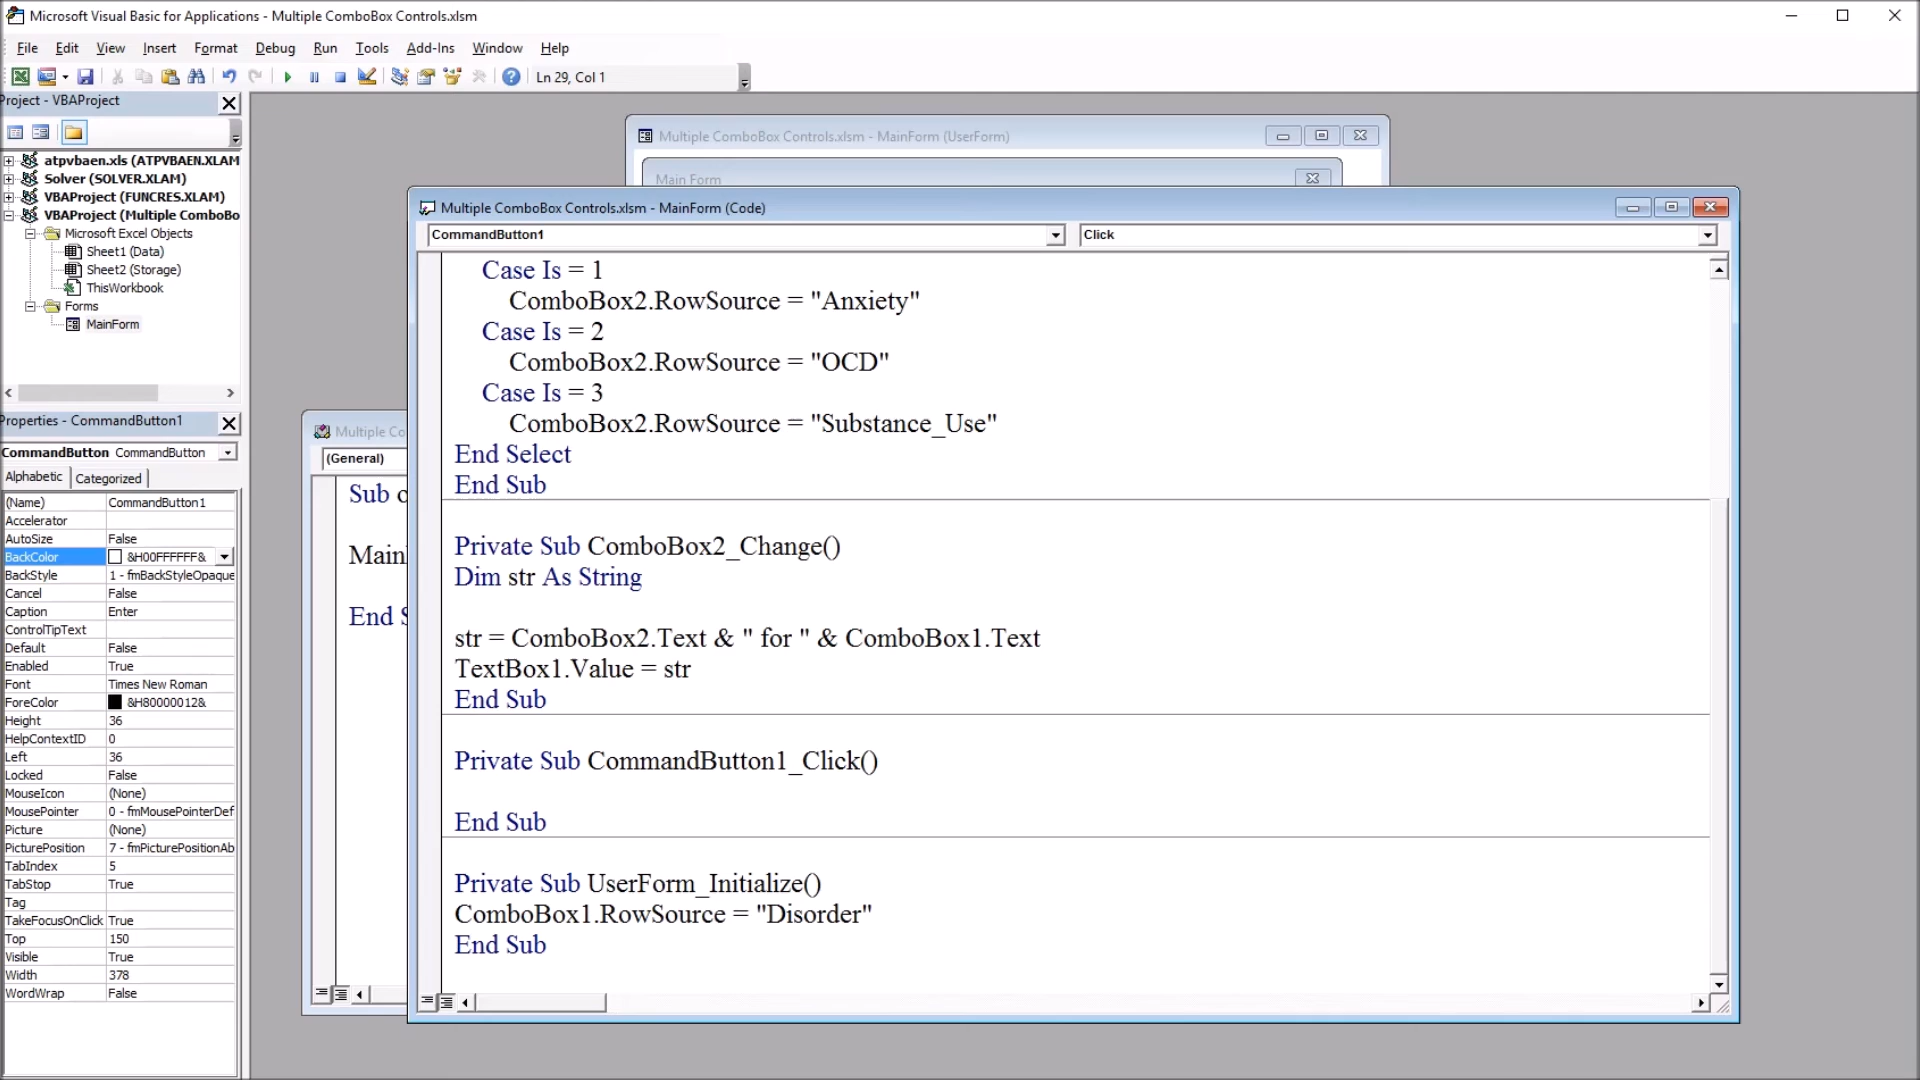 Microsoft Visual Basic for Applications - Multiple ComboBox Controls.xlsm
File Edit View Insert Format Debug Run Tools Add-Ins Window Help
Ln 29, Col 1
Project - VBAProject
atpvbaen.xls (ATPVBAEN.XLAM
Solver (SOLVER.XLAM)
VBAProject (FUNCRES.XLAM)
VBAProject (Multiple ComboBo
Microsoft Excel Objects
Sheet1 (Data)
Sheet2 (Storage)
ThisWorkbook
Forms
MainForm
Properties - CommandButton1
CommandButton CommandButton
Alphabetic Categorized
(Name) CommandButton1
Accelerator
AutoSize False
BackColor &H00FFFFFF&
BackStyle 1 - fmBackStyleOpaque
Cancel False
Caption Enter
ControlTipText
Default False
Enabled True
Font Times New Roman
ForeColor &H80000012&
Height 36
HelpContextID 0
Left 36
Locked False
MouseIcon (None)
MousePointer 0 - fmMousePointerDef
Picture (None)
PicturePosition 7 - fmPicturePositionAb
TabIndex 5
TabStop True
Tag
TakeFocusOnClick True
Top 150
Visible True
Width 378
WordWrap False
Multiple ComboBox Controls.xlsm - MainForm (UserForm)
Main Form
Multiple Co
(General)
Sub o
Main
End S
Multiple ComboBox Controls.xlsm - MainForm (Code)
CommandButton1 Click
Case Is = 1
ComboBox2.RowSource = "Anxiety"
Case Is = 2
ComboBox2.RowSource = "OCD"
Case Is = 3
ComboBox2.RowSource = "Substance_Use"
End Select
End Sub
Private Sub ComboBox2_Change()
Dim str As String
str = ComboBox2.Text & " for " & ComboBox1.Text
TextBox1.Value = str
End Sub
Private Sub CommandButton1_Click()
End Sub
Private Sub UserForm_Initialize()
ComboBox1.RowSource = "Disorder"
End Sub